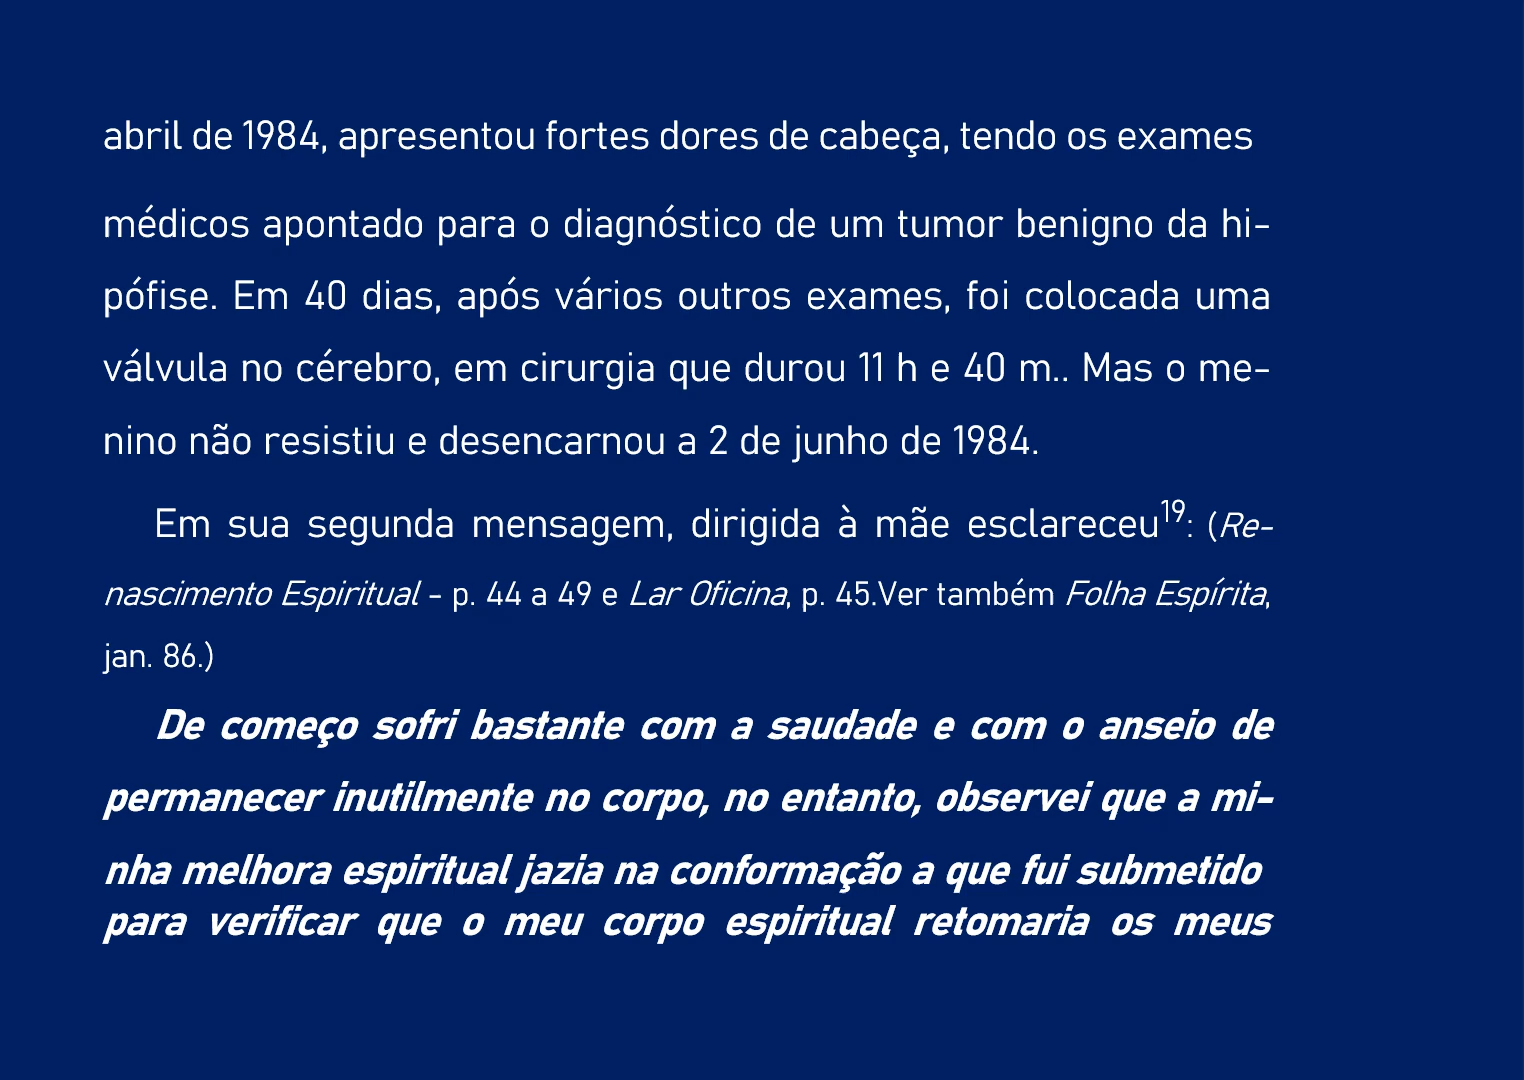 abril de 1984, apresentou fortes dores de cabeça, tendo os exames
médicos apontado para o diagnóstico de um tumor benigno da hi-
pófise. Em 40 dias, após vários outros exames, foi colocada uma
válvula no cérebro, em cirurgia que durou 11 h e 40 m.. Mas o me-
nino não resistiu e desencarnou a 2 de junho de 1984.
Em sua segunda mensagem, dirigida à mãe esclareceu19: (Re-
nascimento Espiritual - p. 44 a 49 e Lar Oficina, p. 45.Ver também Folha Espírita,
jan. 86.)
De começo sofri bastante com a saudade e com o anseio de
permanecer inutilmente no corpo, no entanto, observei que a mi-
nha melhora espiritual jazia na conformação a que fui submetido
para verificar que o meu corpo espiritual retomaria os meus